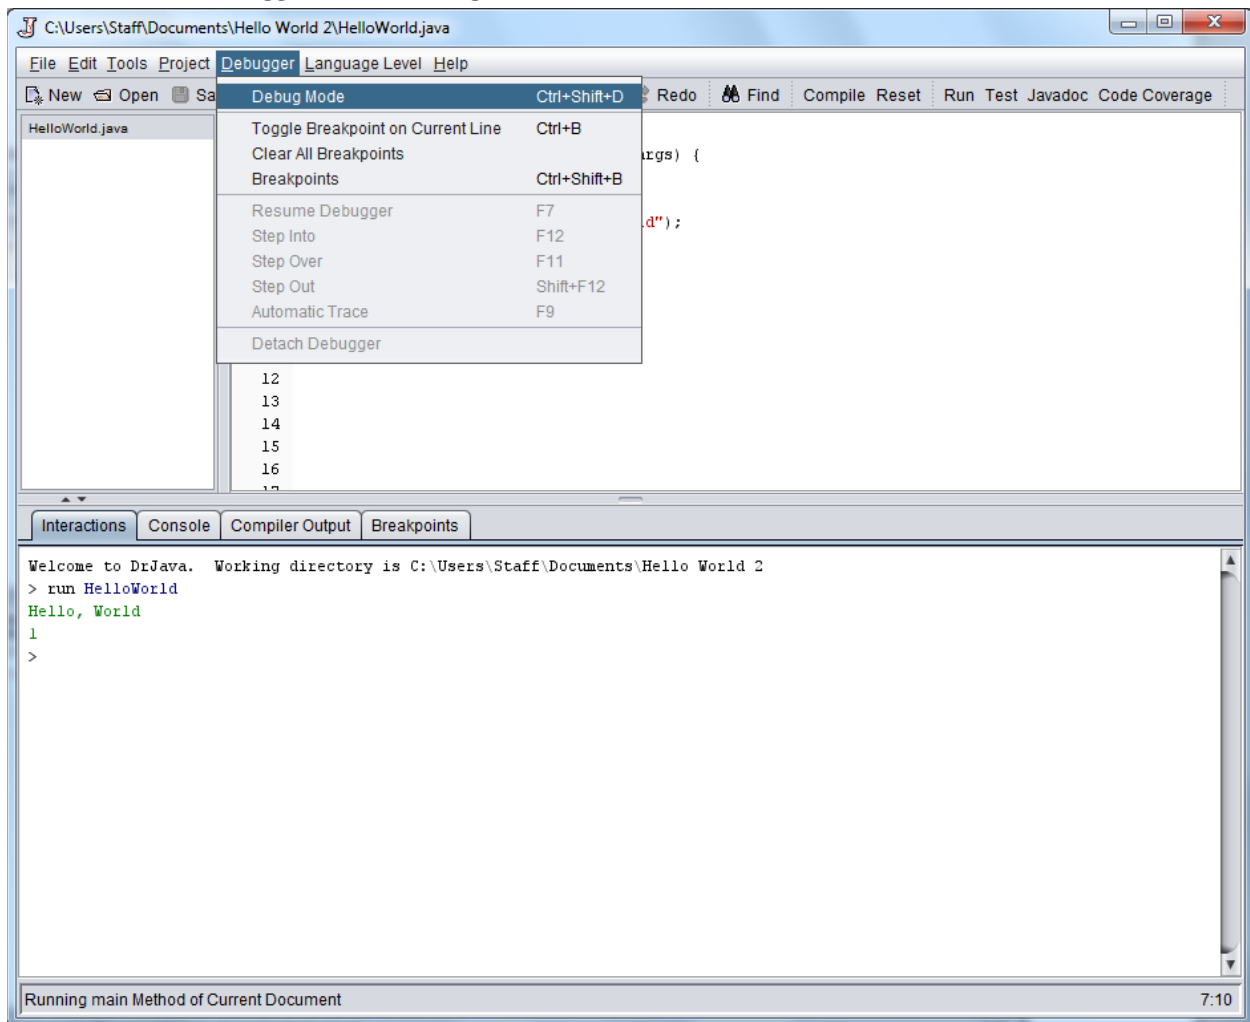 C:\Users\Staff\Documents\Hello World 2\HelloWorld.java
File Edit Tools Project Debugger Language Level Help
New Open Redo Find Compile Reset Run Test Javadoc Code Coverage
HelloWorld.java
Debug Mode Ctrl+Shift+D
Toggle Breakpoint on Current Line Ctrl+B
Clear All Breakpoints
Breakpoints Ctrl+Shift+B
Resume Debugger F7
Step Into F12
Step Over F11
Step Out Shift+F12
Automatic Trace F9
Detach Debugger
args) {
d");
12
13
14
15
16
Interactions Console Compiler Output Breakpoints
Welcome to DrJava. Working directory is C:\Users\Staff\Documents\Hello World 2
> run HelloWorld
Hello, World
1
>
Running main Method of Current Document 7:10